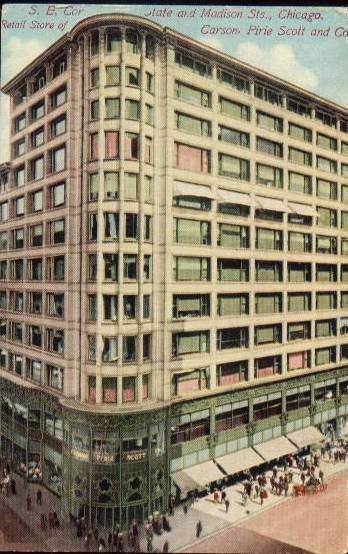 S. E. Cor State and Madison Sts., Chicago.
Retail Store of Carson, Pirie Scott and Co
PIRIE SCOTT